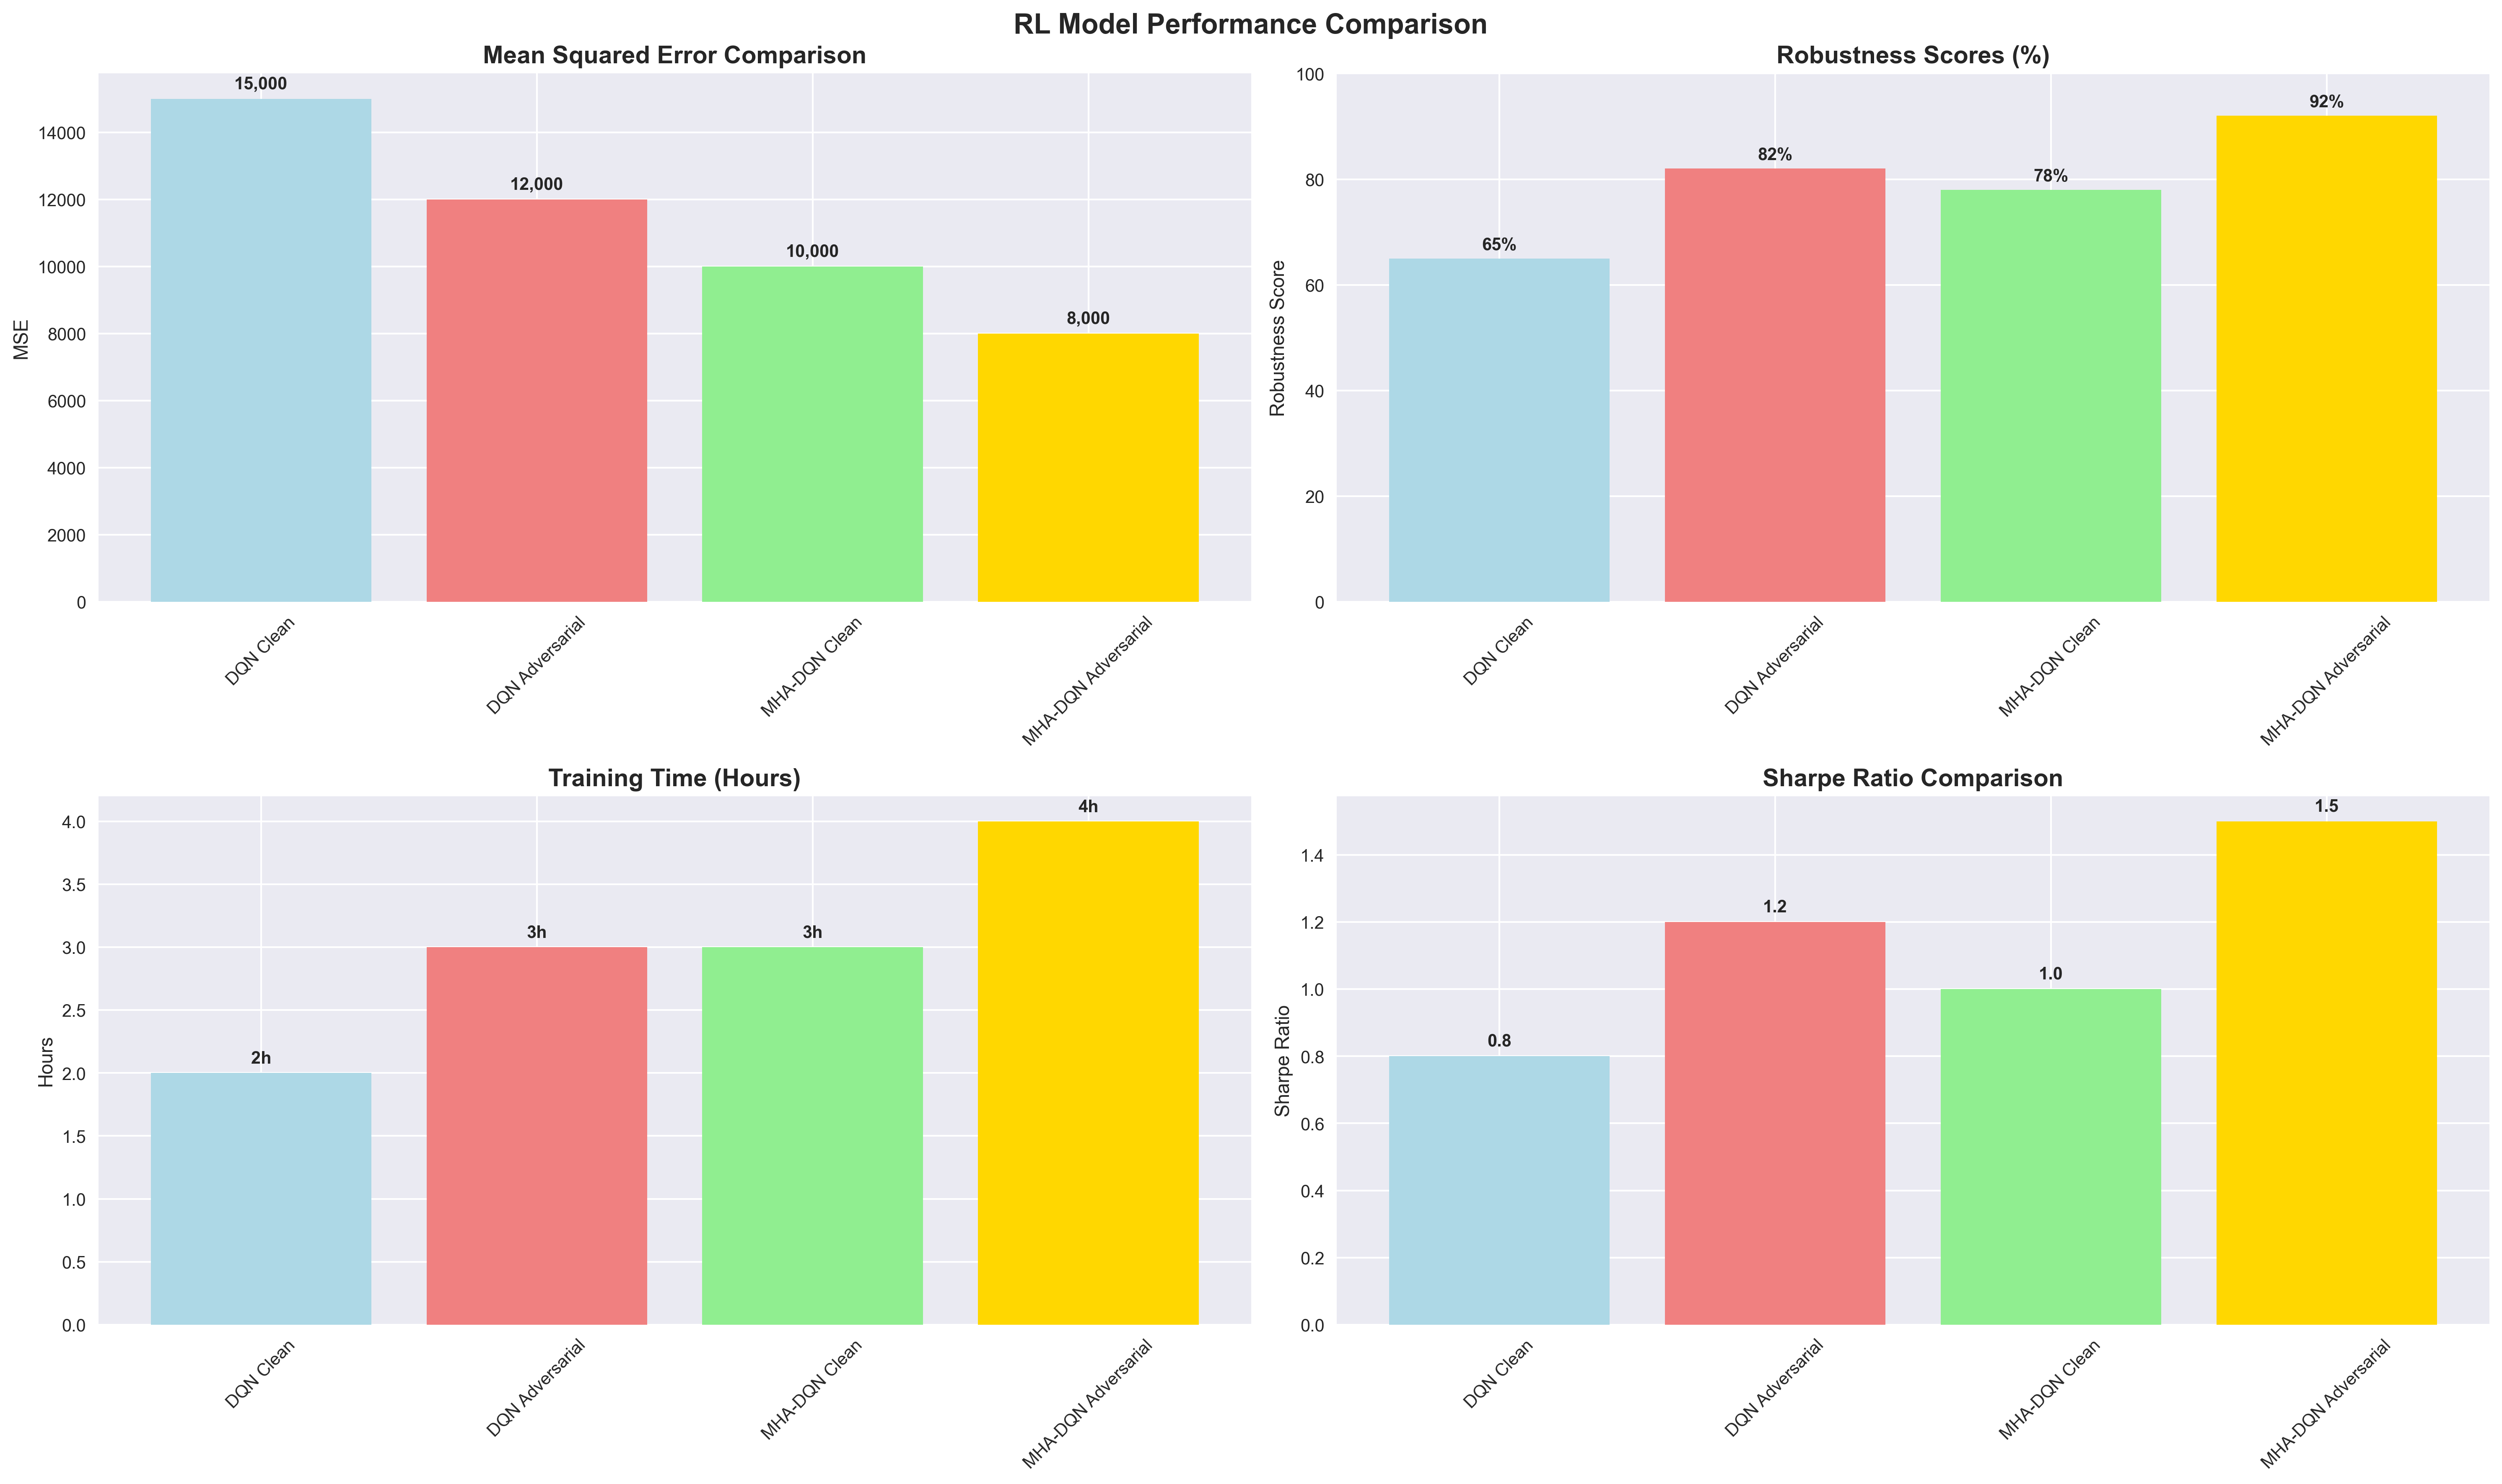 RL Model Performance Comparison
Mean Squared Error Comparison
MSE
14000
12000
10000
8000
6000
4000
2000
0
15,000
12,000
10,000
8,000
DQN Clean
DQN Adversarial
MHA-DQN Clean
MHA-DQN Adversarial
Robustness Scores (%)
Robustness Score
100
80
60
40
20
0
65%
82%
78%
92%
DQN Clean
DQN Adversarial
MHA-DQN Clean
MHA-DQN Adversarial
Training Time (Hours)
Hours
4.0
3.5
3.0
2.5
2.0
1.5
1.0
0.5
0.0
2h
3h
3h
4h
DQN Clean
DQN Adversarial
MHA-DQN Clean
MHA-DQN Adversarial
Sharpe Ratio Comparison
Sharpe Ratio
1.4
1.2
1.0
0.8
0.6
0.4
0.2
0.0
0.8
1.2
1.0
1.5
DQN Clean
DQN Adversarial
MHA-DQN Clean
MHA-DQN Adversarial